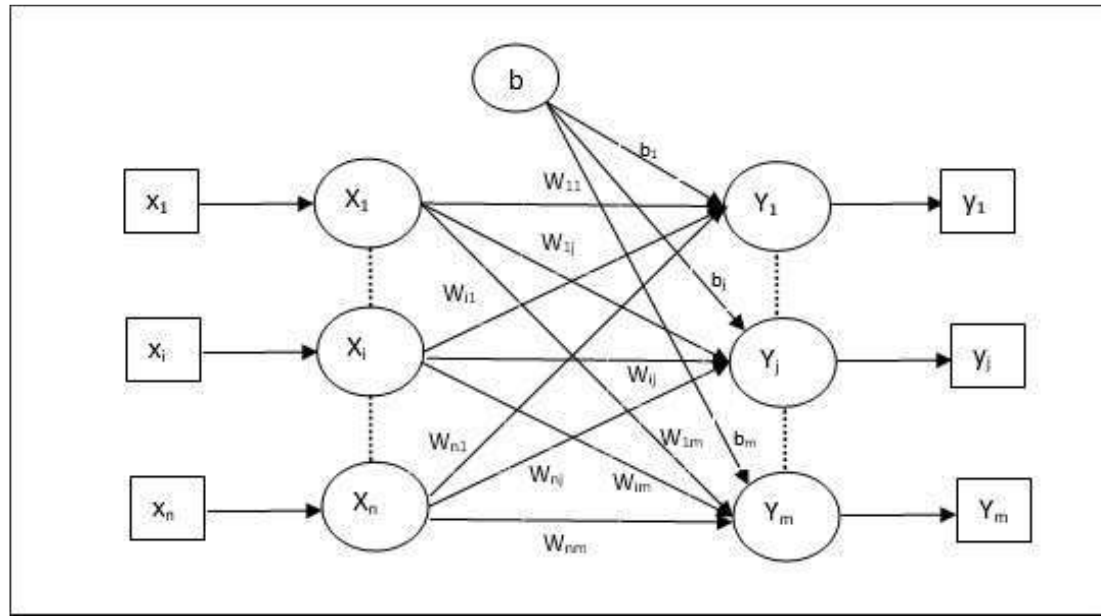 b
b₁
x₁
X₁
W₁₁
Y₁
y₁
W₁ⱼ
bⱼ
Wᵢ₁
xᵢ
Xᵢ
Wᵢⱼ
Yⱼ
yⱼ
Wₙ₁
W₁ₘ
bₘ
Wₙⱼ
Wᵢₘ
xₙ
Xₙ
Yₘ
Yₘ
Wₙₘ